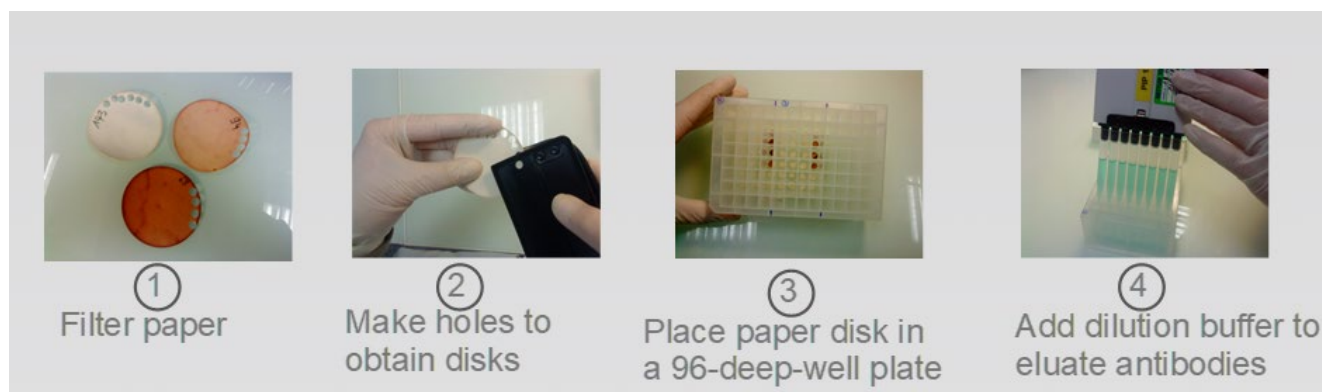 1
Filter paper
2
Make holes to
obtain disks
3
Place paper disk in
a 96-deep-well plate
4
Add dilution buffer to
eluate antibodies